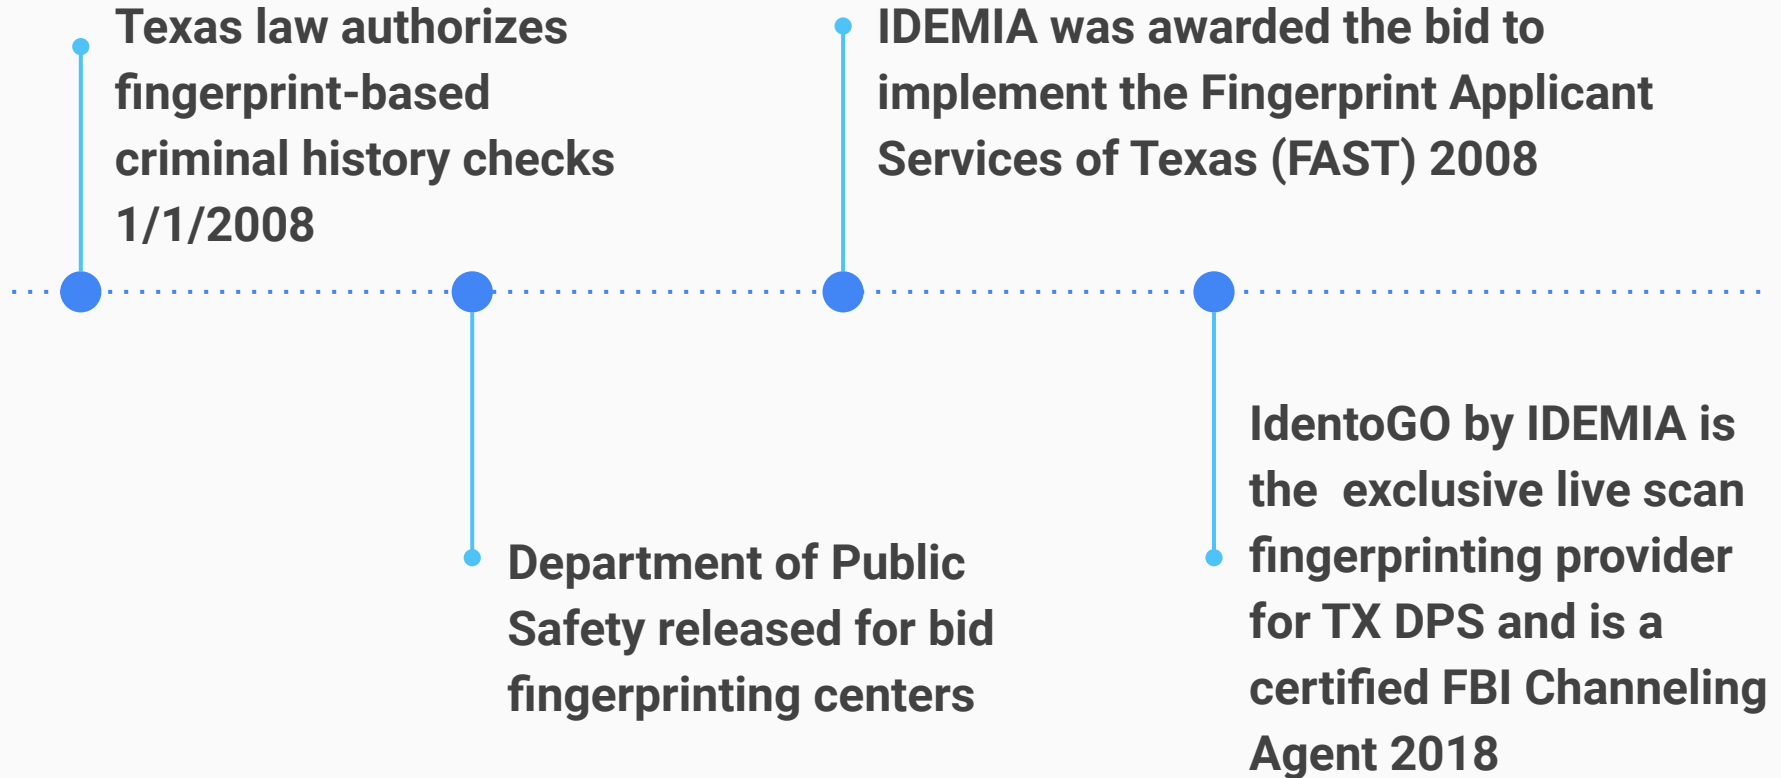 Texas law authorizes
fingerprint-based
criminal history checks
1/1/2008
Department of Public
Safety released for bid
fingerprinting centers
IDEMIA was awarded the bid to
implement the Fingerprint Applicant
Services of Texas (FAST) 2008
IdentoGO by IDEMIA is
the  exclusive live scan
fingerprinting provider
for TX DPS and is a
certified FBI Channeling
Agent 2018